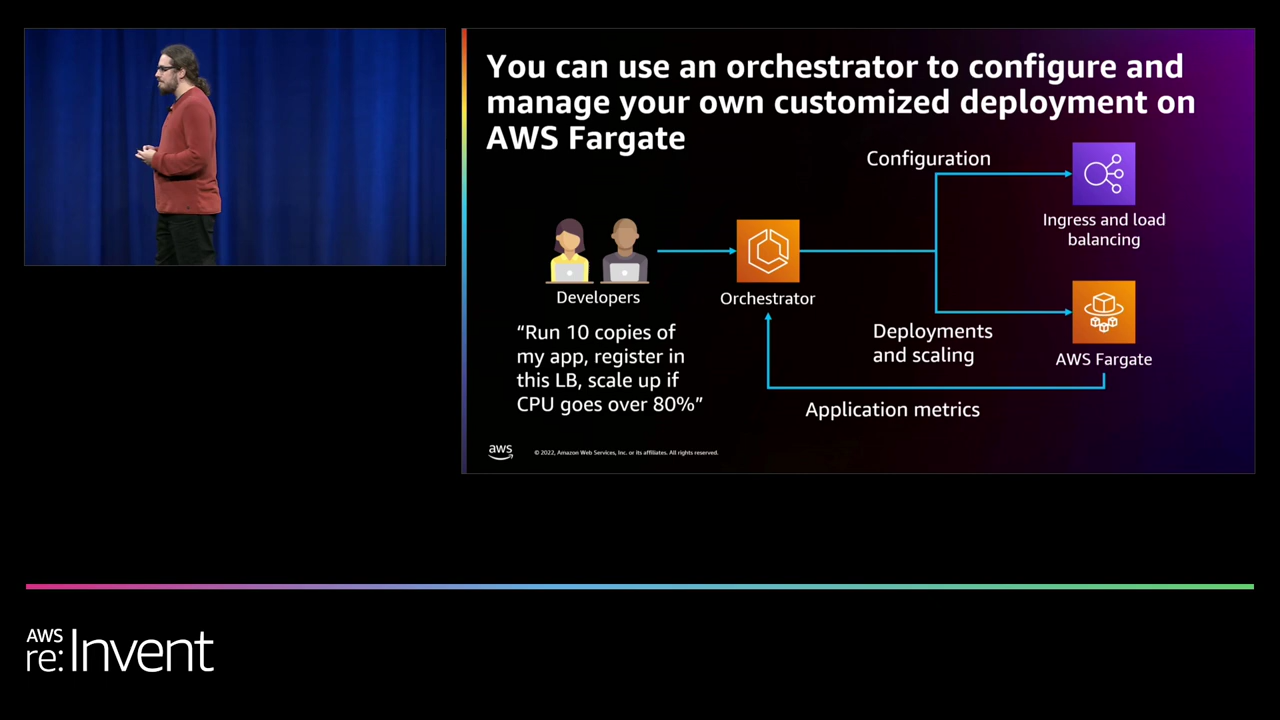 You can use an orchestrator to configure and
manage your own customized deployment on
AWS Fargate
Configuration
Ingress and load
balancing
Developers
Orchestrator
"Run 10 copies of
my app, register in
this LB, scale up if
CPU goes over 80%"
Deployments
and scaling
AWS Fargate
Application metrics
aws
© 2022, Amazon Web Services, Inc. or its affiliates. All rights reserved.
AWS
re:Invent